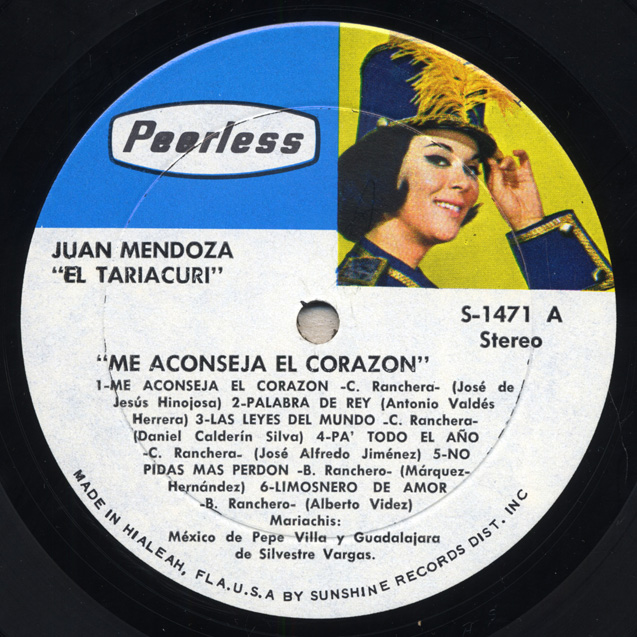 Peerless
JUAN MENDOZA
"EL TARIACURI"
S-1471 A
Stereo
"ME ACONSEJA EL CORAZON"
1-ME ACONSEJA EL CORAZON -C. Ranchera- (José de
Jesús Hinojosa) 2-PALABRA DE REY (Antonio Valdés
Herrera) 3-LAS LEYES DEL MUNDO -C. Ranchera-
(Daniel Calderín Silva) 4-PA' TODO EL AÑO
-C. Ranchera- (José Alfredo Jiménez) 5-NO
PIDAS MAS PERDON -B. Ranchero- (Márquez-
Hernández) 6-LIMOSNERO DE AMOR
-B. Ranchero- (Alberto Videz)
Mariachis:
México de Pepe Villa y Guadalajara
de Silvestre Vargas.
MADE IN HIALEAH, FLA.U.S.A BY SUNSHINE RECORDS DIST. INC